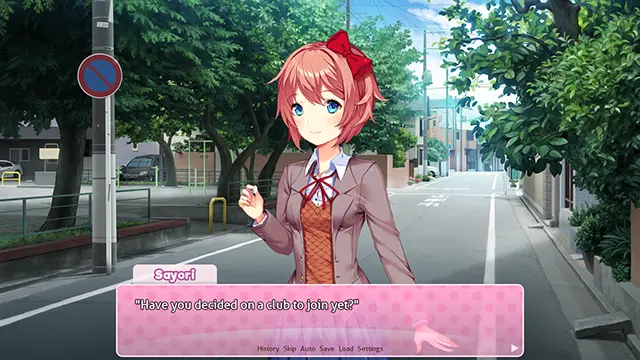 Sayori
"Have you decided on a club to join yet?"
History Skip Auto Save Load Settings